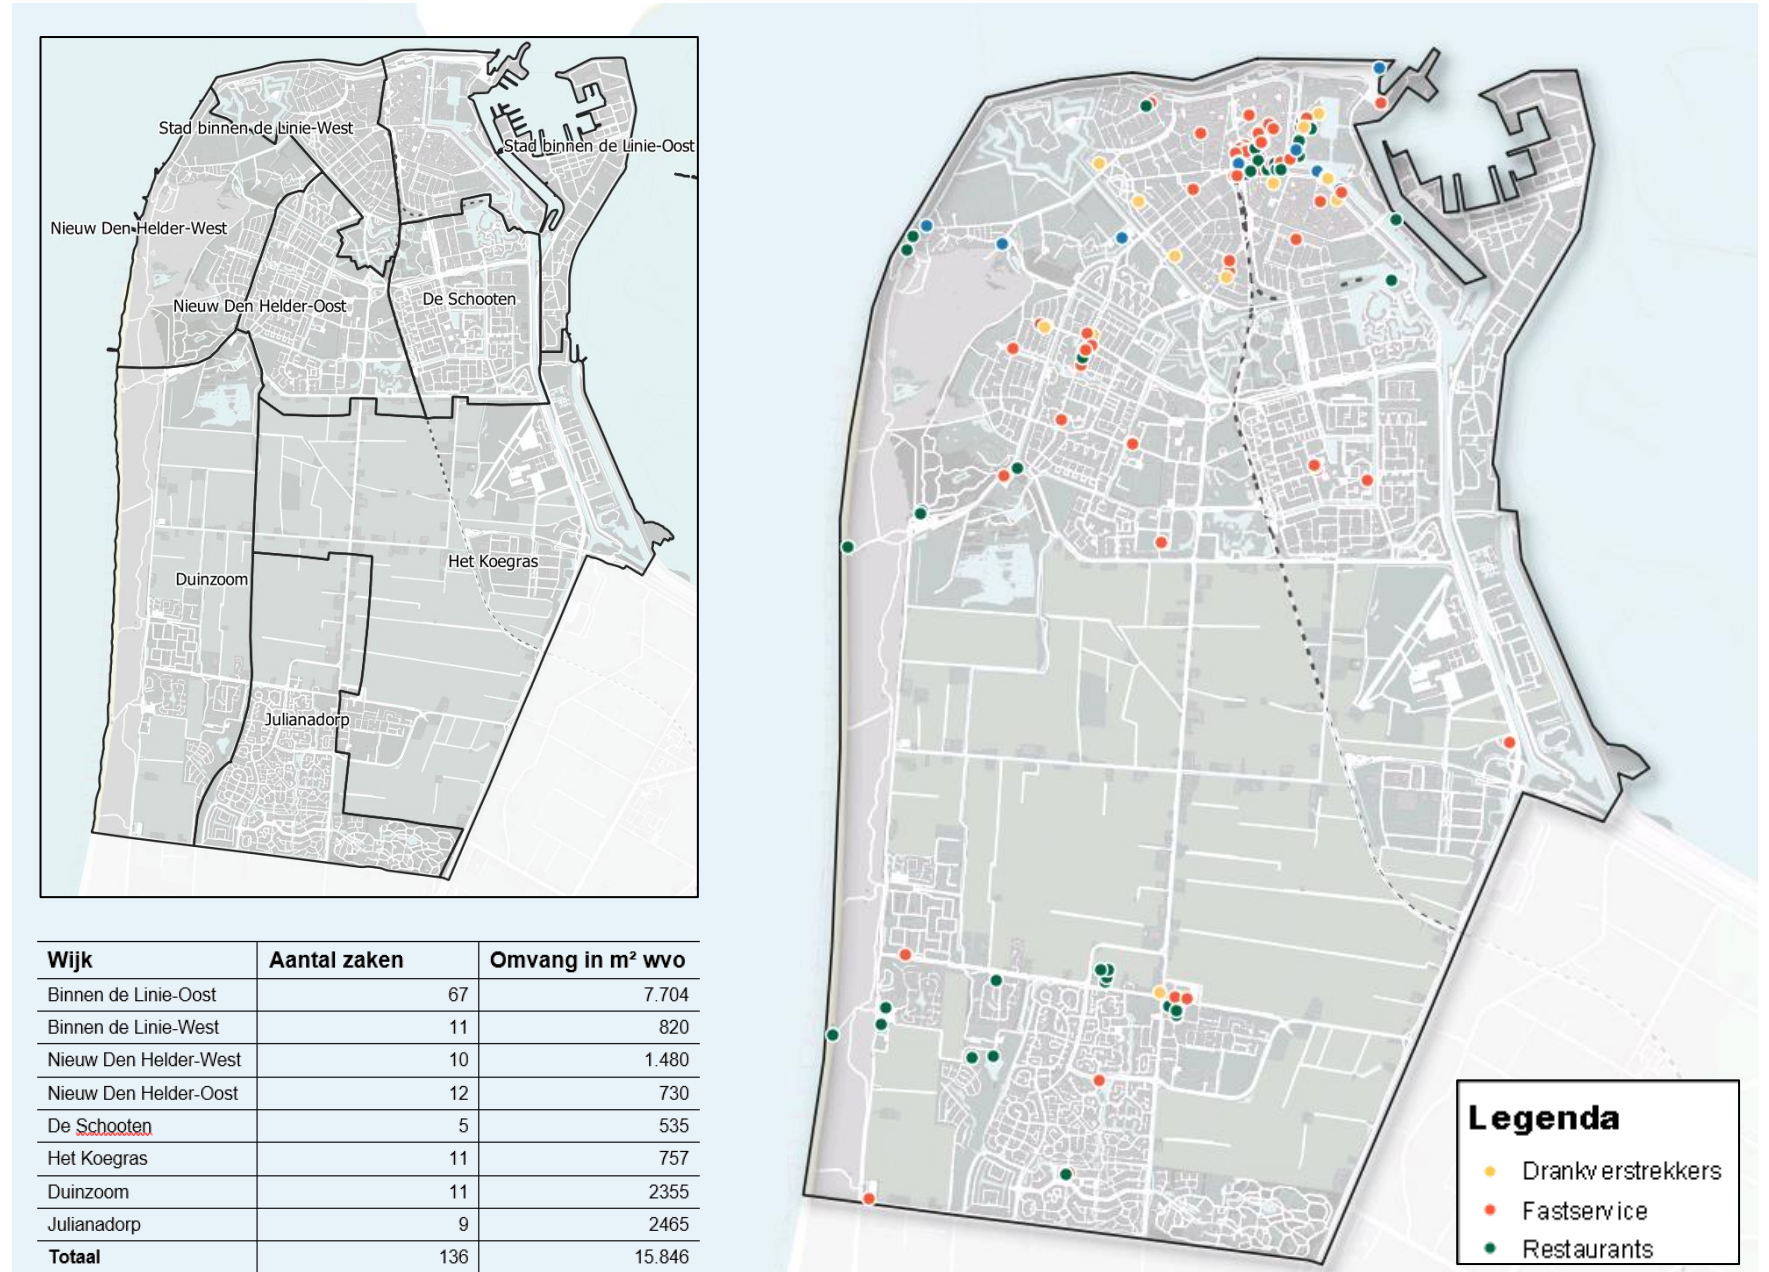 Stad binnen de Linie-West
Stad binnen de Linie-Oost
Nieuw Den Helder-West
Nieuw Den Helder-Oost
De Schooten
Het Koegras
Duinzoom
Julianadorp
Wijk Aantal zaken Omvang in m² wvo
Binnen de Linie-Oost 67 7.704
Binnen de Linie-West 11 820
Nieuw Den Helder-West 10 1.480
Nieuw Den Helder-Oost 12 730
De Schooten 5 535
Het Koegras 11 757
Duinzoom 11 2355
Julianadorp 9 2465
Totaal 136 15.846
Legenda
Drankverstrekkers
Fastservice
Restaurants